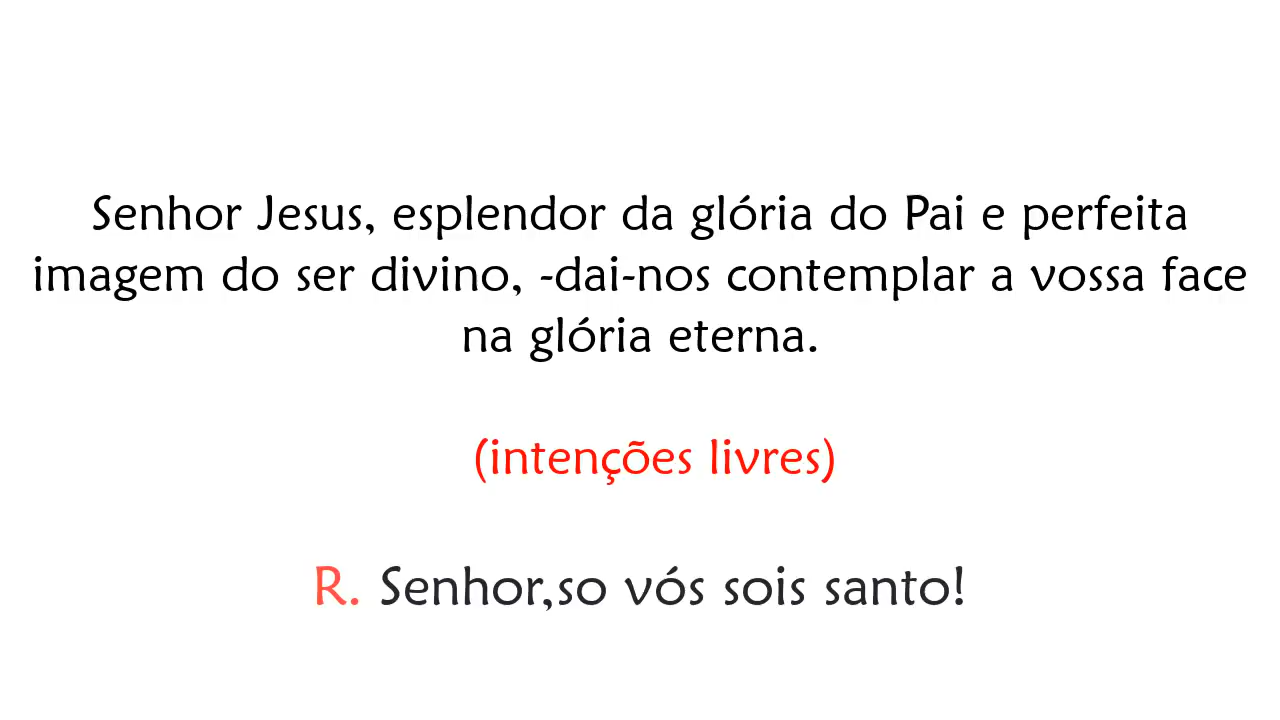 Senhor Jesus, esplendor da glória do Pai e perfeita
imagem do ser divino, -dai-nos contemplar a vossa face
na glória eterna.
(intenções livres)
R. Senhor,so vós sois santo!